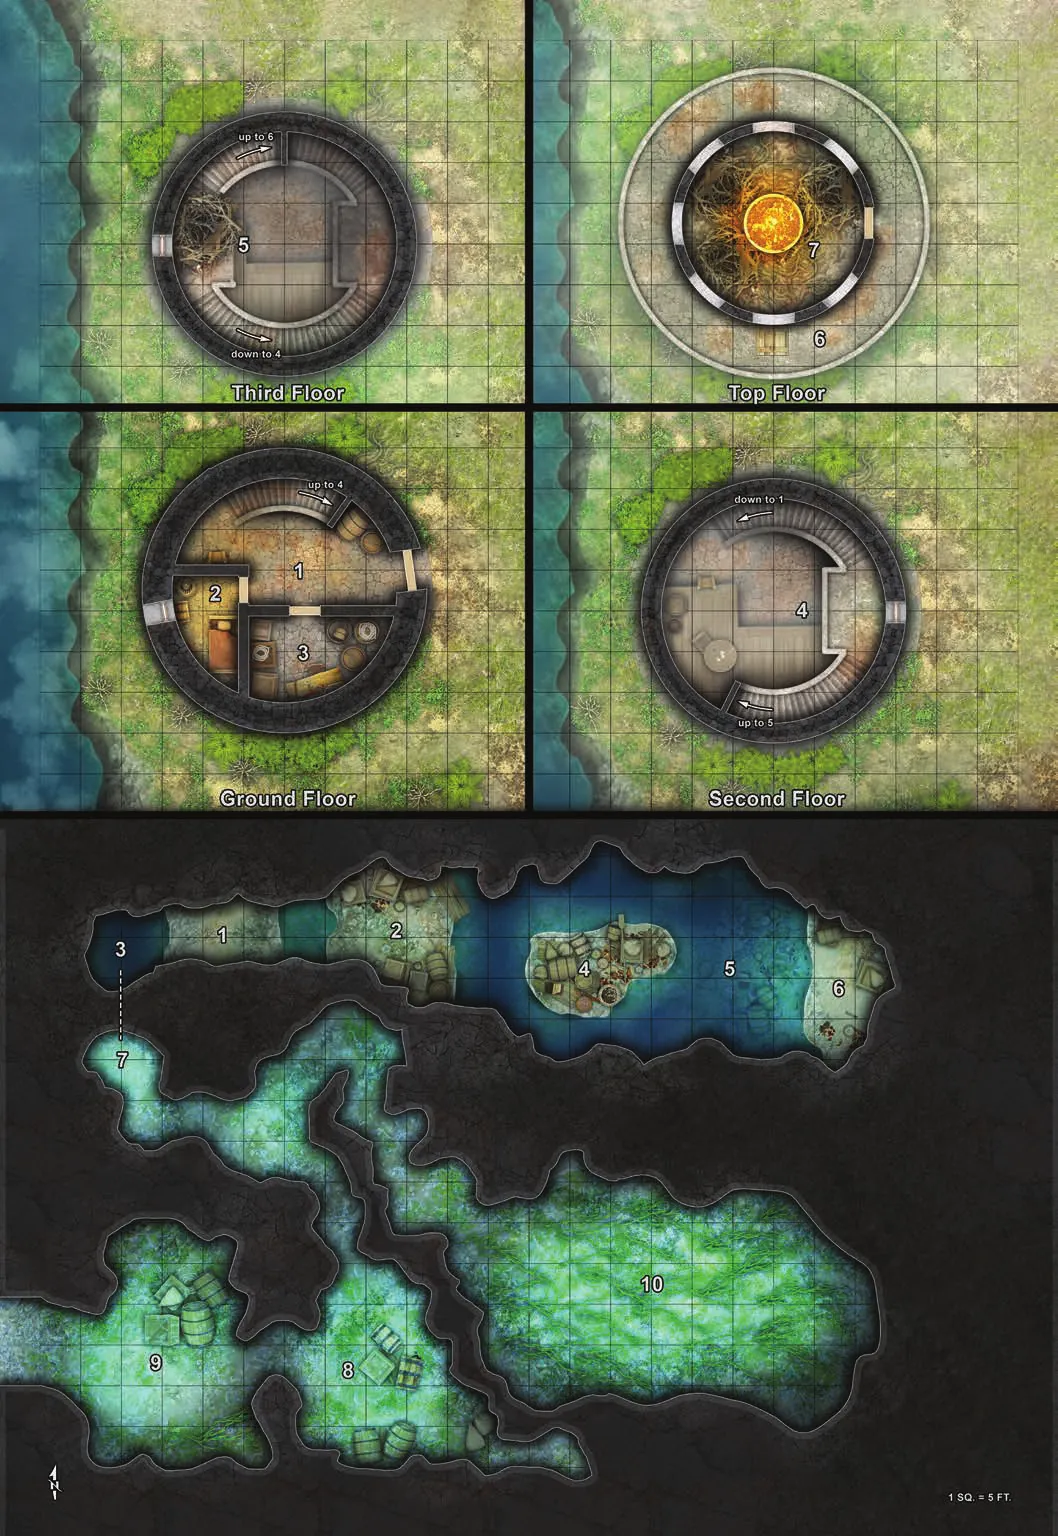 up to 6
5
down to 4
Third Floor
7
6
Top Floor
up to 4
1
2
3
Ground Floor
down to 1
4
up to 5
Second Floor
3
1
2
4
5
6
7
10
9
8
N
1 SQ. = 5 FT.